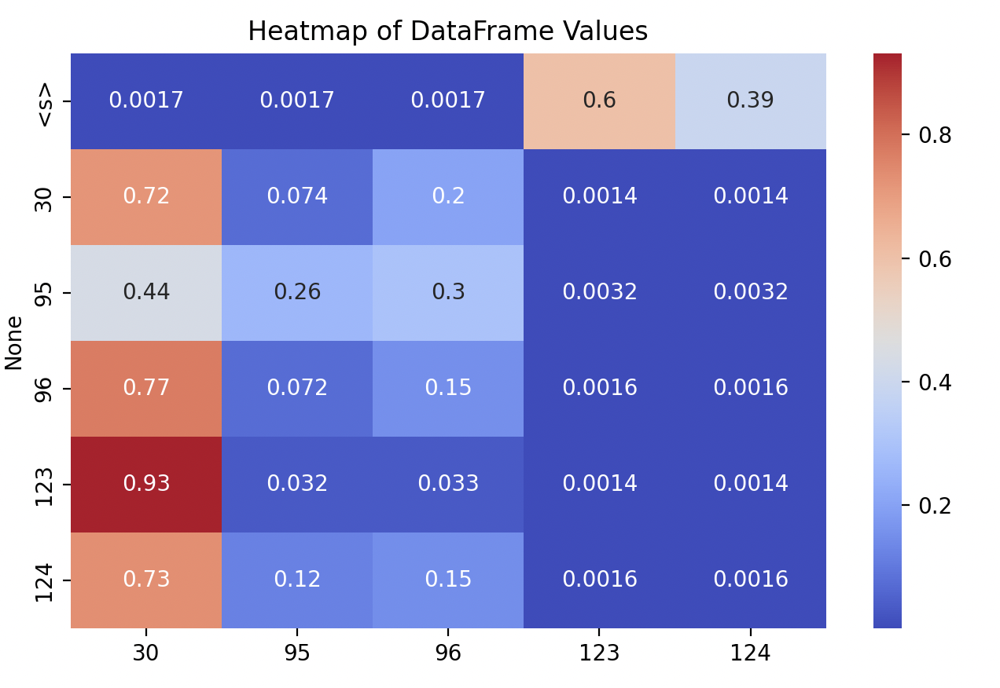 Heatmap of DataFrame Values
<s> 0.0017 0.0017 0.0017 0.6 0.39
30 0.72 0.074 0.2 0.0014 0.0014
95 0.44 0.26 0.3 0.0032 0.0032
96 0.77 0.072 0.15 0.0016 0.0016
123 0.93 0.032 0.033 0.0014 0.0014
124 0.73 0.12 0.15 0.0016 0.0016
30 95 96 123 124
None
0.8
0.6
0.4
0.2